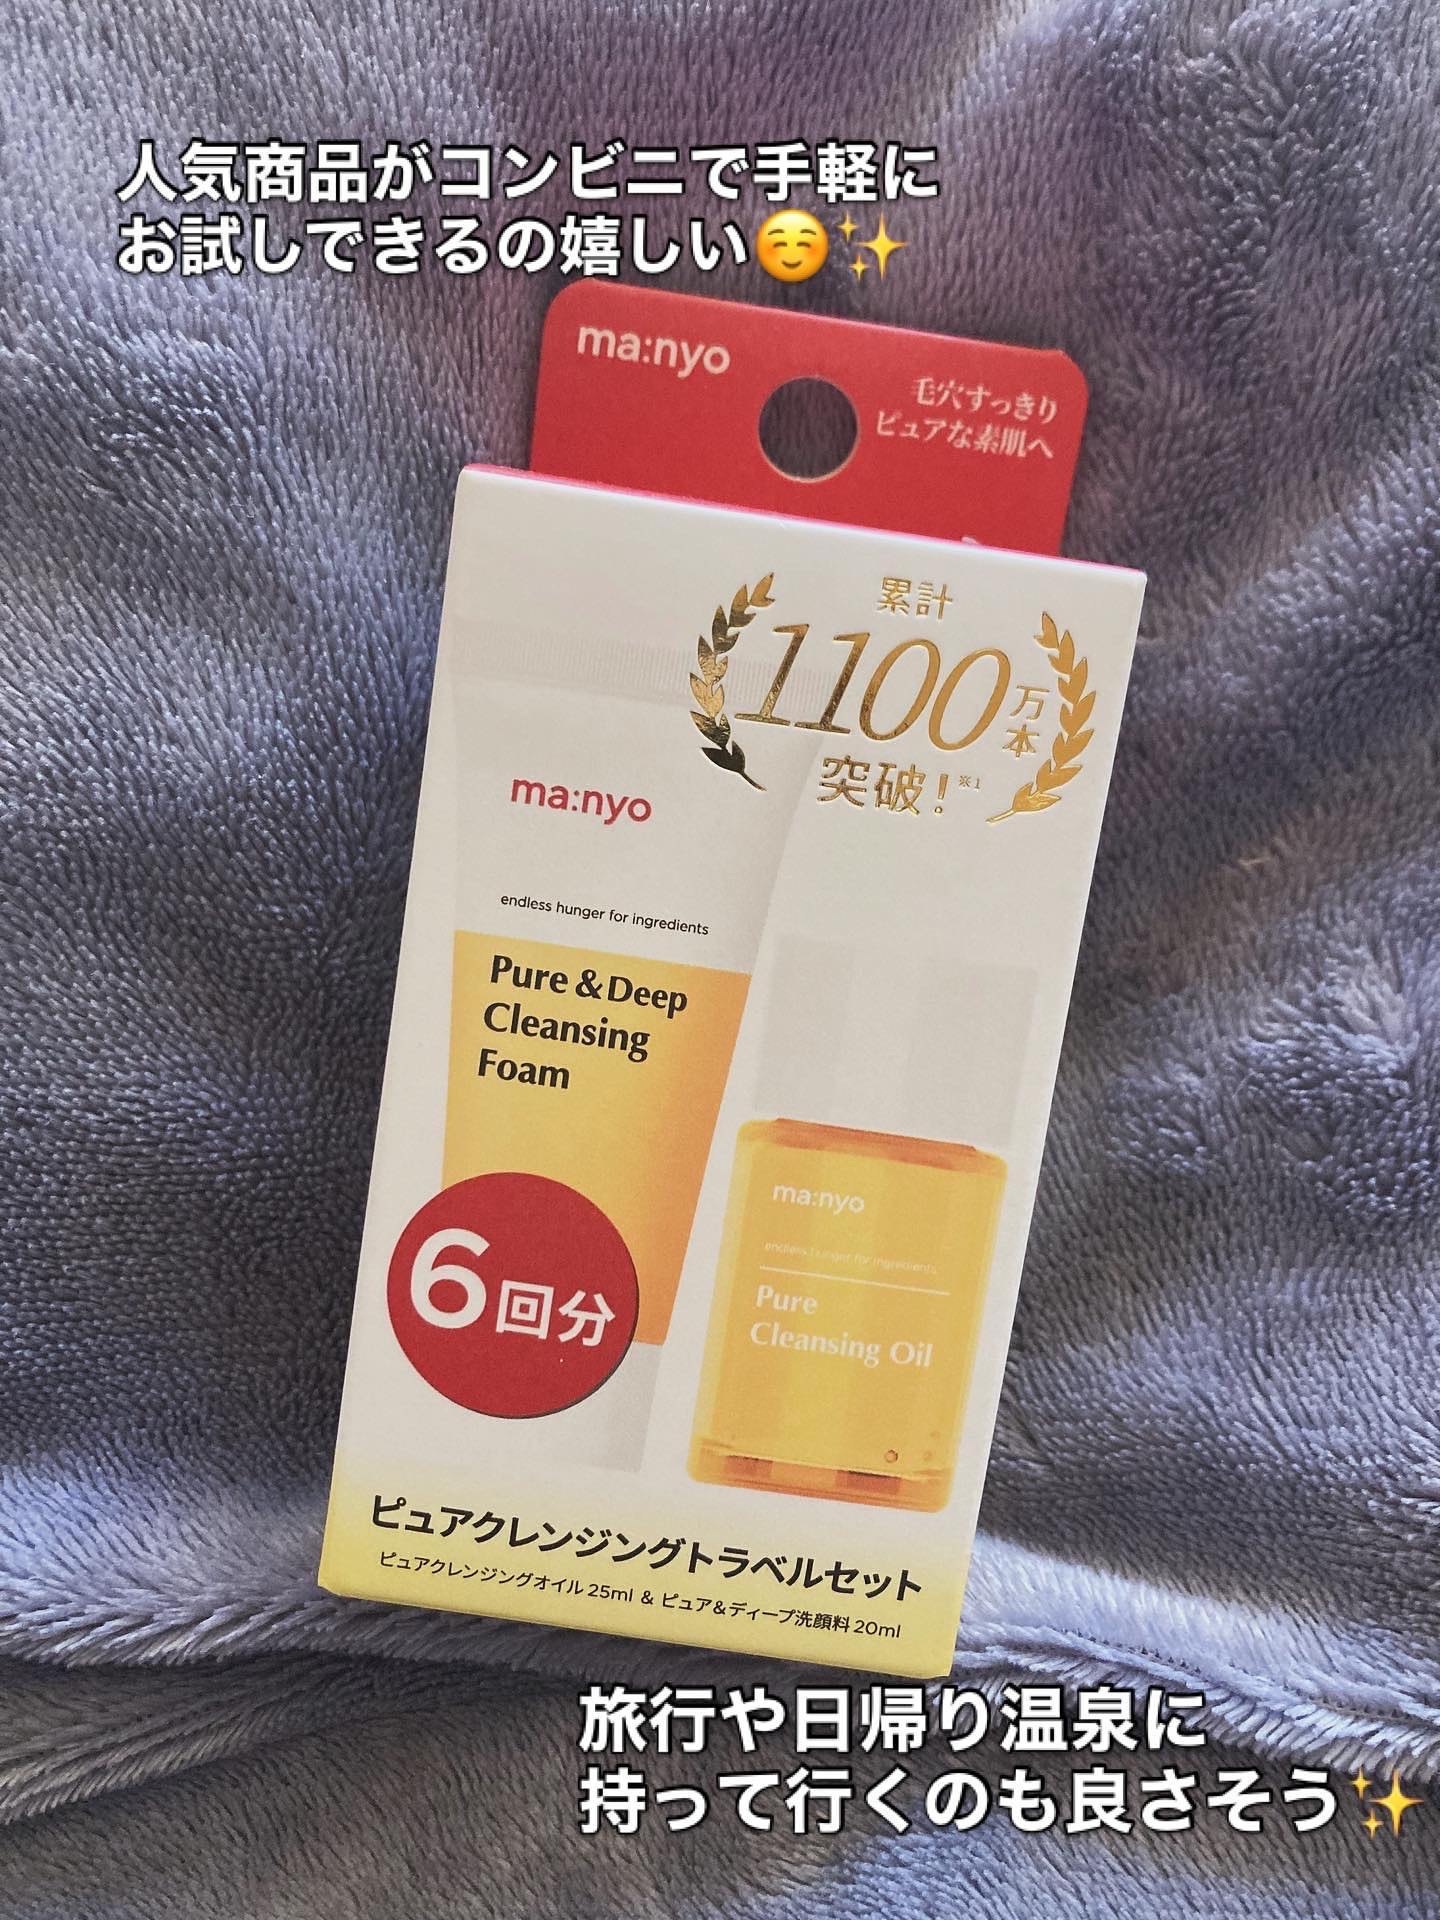 人気商品がコンビニで手軽に
お試しできるの嬉しい☺️✨
ma:nyo
毛穴すっきり
ピュアな素肌へ
累計
1100万本
突破!※1
ma:nyo
endless hunger for ingredients
Pure & Deep
Cleansing
Foam
6回分
ma:nyo
endless hunger for ingredients
Pure
Cleansing Oil
ピュアクレンジングトラベルセット
ピュアクレンジングオイル 25ml & ピュア&ディープ洗顔料 20ml
旅行や日帰り温泉に
持って行くのも良さそう✨